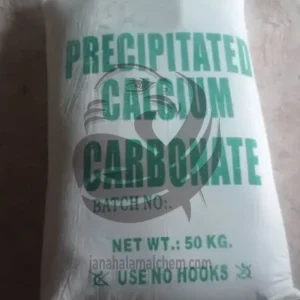 PRECIPITATED
CALCIUM
CARBONATE
BATCH NO:.
NET WT.: 50 KG.
janahalamalchem.com
USE NO HOOKS